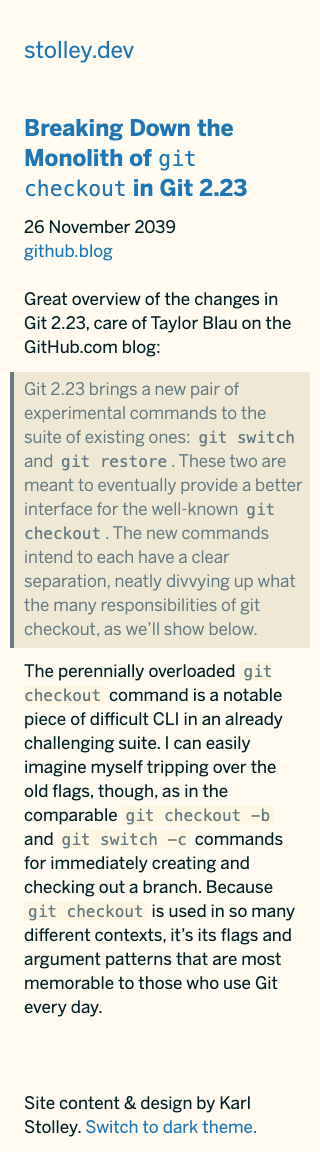 stolley.dev
Breaking Down the
Monolith of git
checkout in Git 2.23
26 November 2039
github.blog
Great overview of the changes in
Git 2.23, care of Taylor Blau on the
GitHub.com blog:
Git 2.23 brings a new pair of
experimental commands to the
suite of existing ones: git switch
and git restore . These two are
meant to eventually provide a better
interface for the well-known git
checkout . The new commands
intend to each have a clear
separation, neatly divvying up what
the many responsibilities of git
checkout, as we’ll show below.
The perennially overloaded git
checkout command is a notable
piece of difficult CLI in an already
challenging suite. I can easily
imagine myself tripping over the
old flags, though, as in the
comparable git checkout -b
and git switch -c commands
for immediately creating and
checking out a branch. Because
git checkout is used in so many
different contexts, it’s its flags and
argument patterns that are most
memorable to those who use Git
every day.
Site content & design by Karl
Stolley. Switch to dark theme.